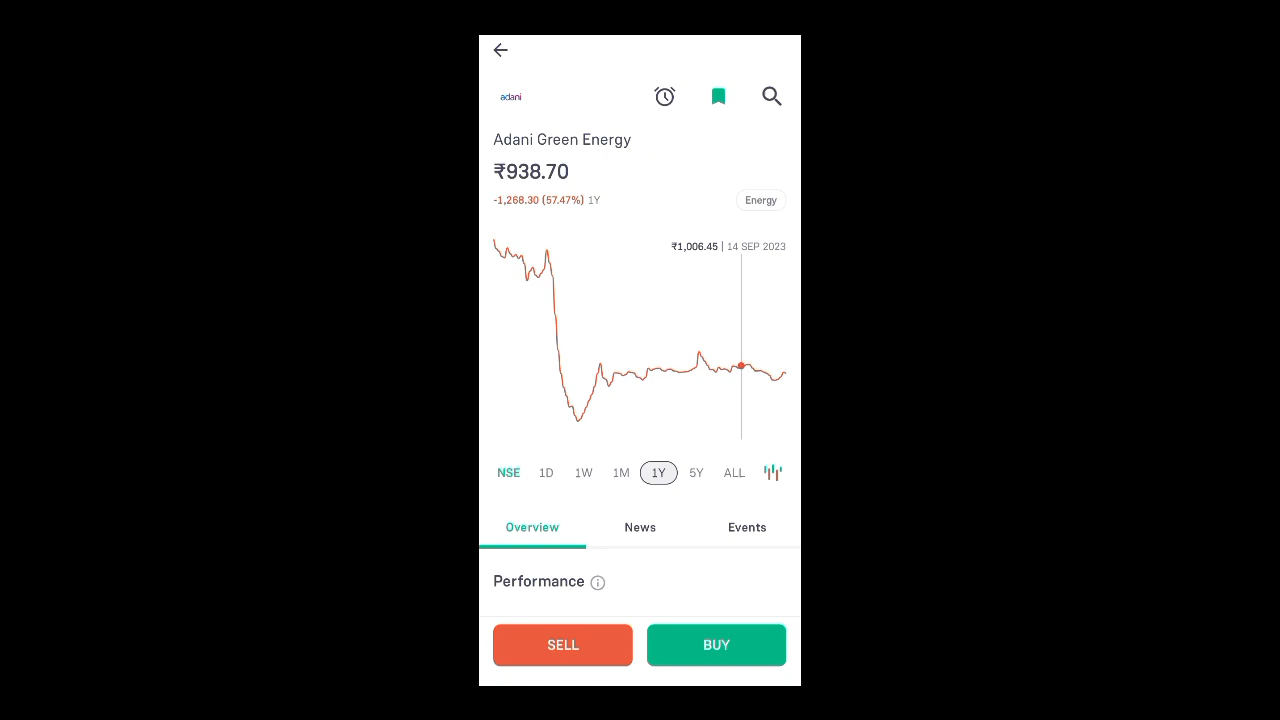 adani
Adani Green Energy
₹938.70
-1,268.30 (57.47%) 1Y
Energy
₹1,006.45 | 14 SEP 2023
NSE 1D 1W 1M 1Y 5Y ALL
Overview News Events
Performance
SELL BUY